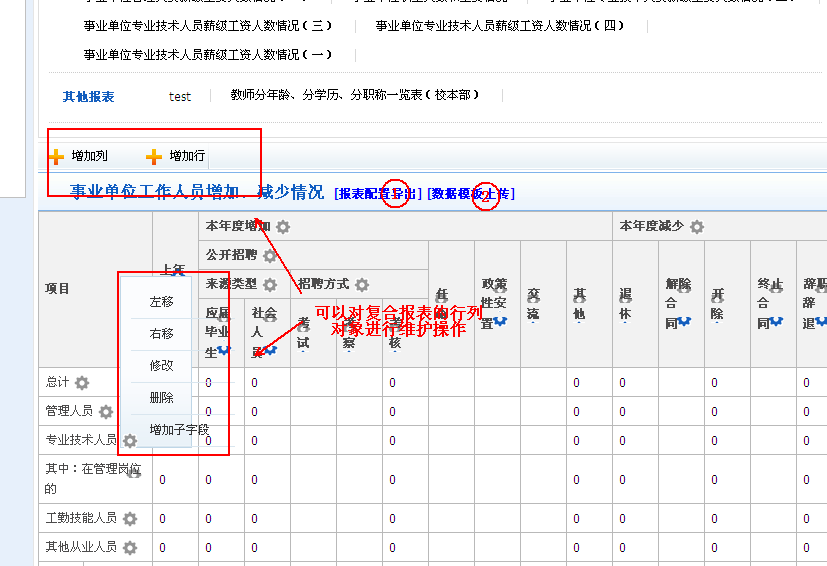 事业单位专业技术人员薪级工资人数情况(三) 事业单位专业技术人员薪级工资人数情况(四)
事业单位专业技术人员薪级工资人数情况(一)
其他报表 test 教师分年龄、分学历、分职称一览表(校本部)
增加列 增加行
事业单位工作人员增加、减少情况 [报表配置导出] [数据模板上传]
1 2
项目 上年 本年度增加 本年度减少
公开招聘
来源类型 招聘方式
应届毕业生 社会人员 考试 考察 考核 任 政策性安置 交流 其他 退休 解除合同 开除 终止合同 辞职 辞退
可以对复合报表的行列
对象进行维护操作
左移
右移
修改
删除
增加子字段
总计 0 0 0 0 0 0 0
管理人员 0 0 0 0 0 0 0
专业技术人员 0 0 0 0 0 0 0
其中:在管理岗位的 0 0 0 0 0 0 0 0
工勤技能人员 0 0 0 0 0 0 0 0
其他从业人员 0 0 0 0 0 0 0 0